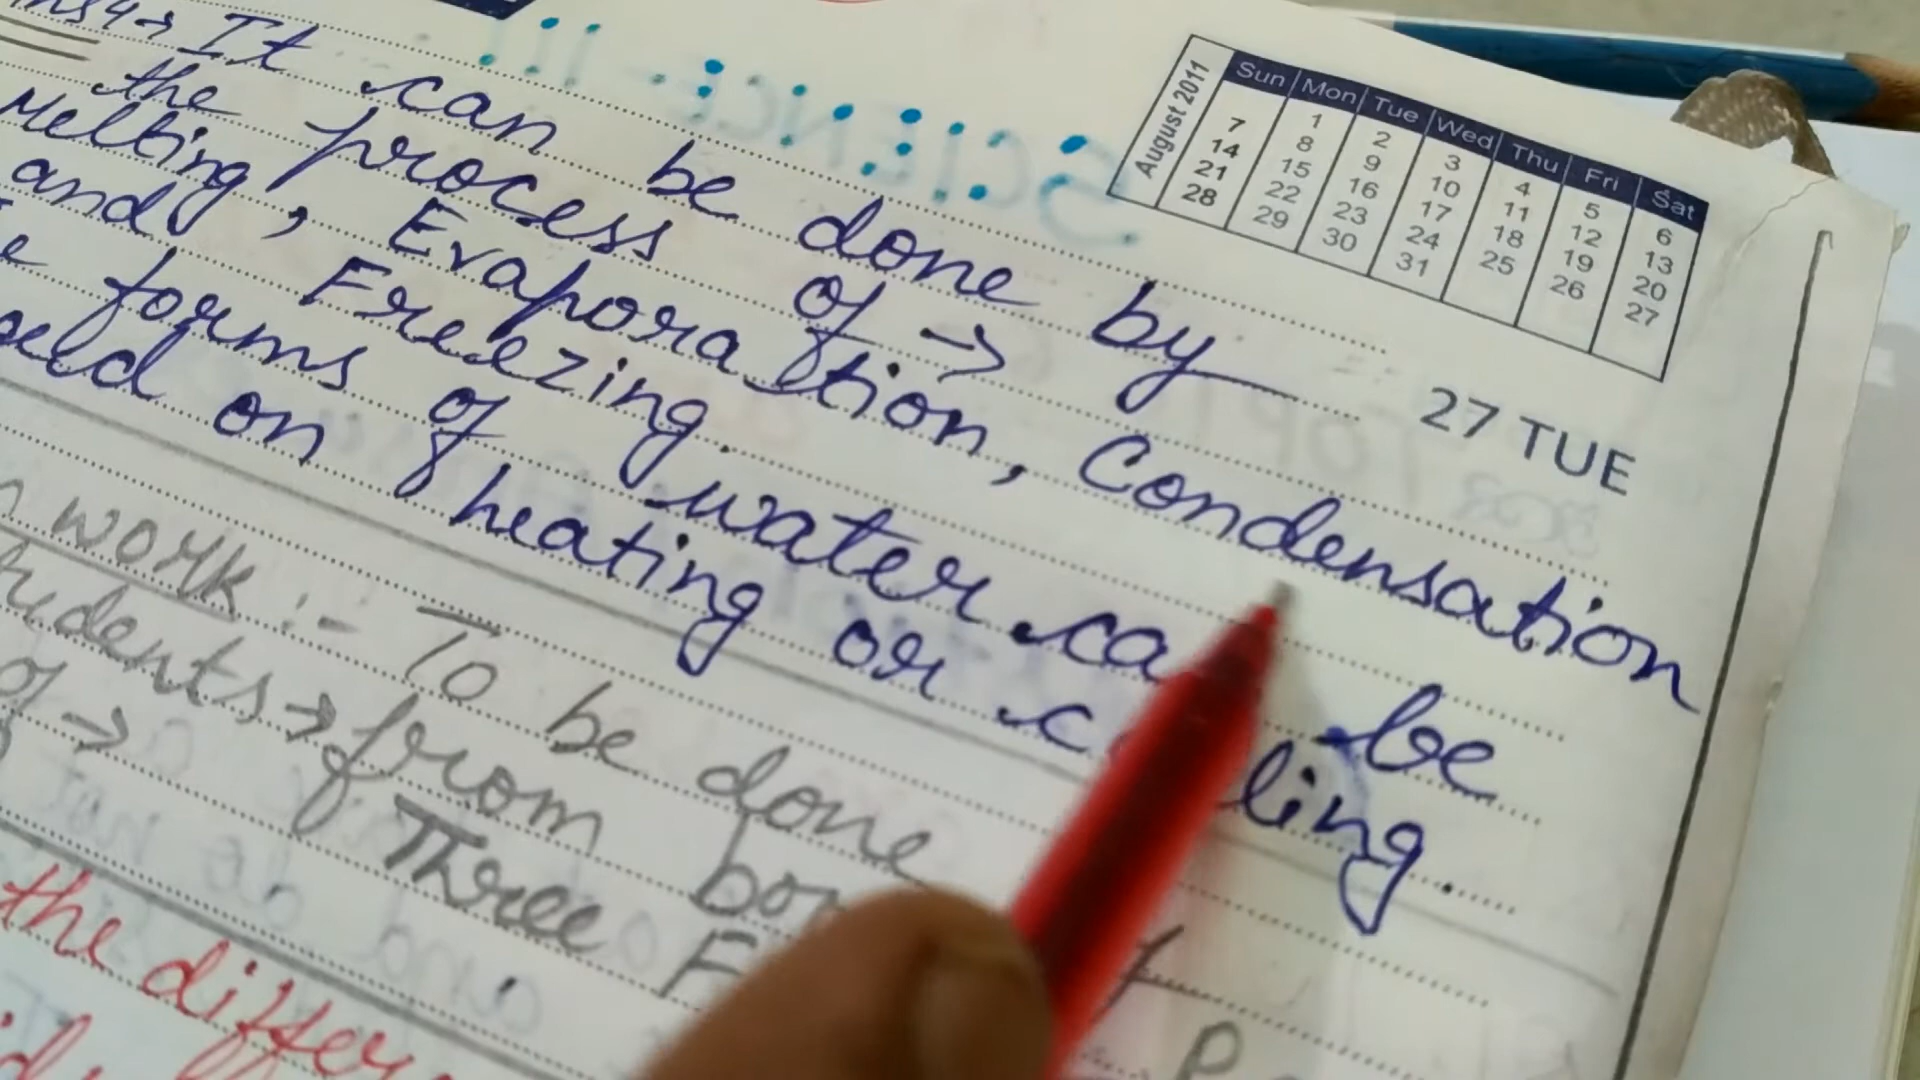 It can be done by
the process of →
Melting, Evaporation, Condensation
and Freezing.
forms of water ca be
on heating or c ling.
WORK :- To be done
→ from
of → Three F
the differ
August 2011
Sun Mon Tue Wed Thu Fri Sat
1 2 3 4 5 6
7 8 9 10 11 12 13
14 15 16 17 18 19 20
21 22 23 24 25 26 27
28 29 30 31
27 TUE
SCIENCE-III